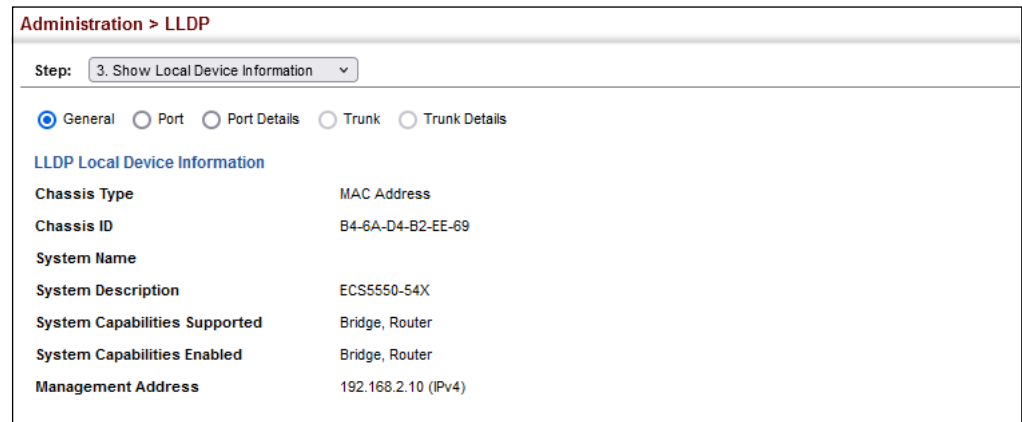 Administration > LLDP
Step: 3. Show Local Device Information
General Port Port Details Trunk Trunk Details
LLDP Local Device Information
Chassis Type MAC Address
Chassis ID B4-6A-D4-B2-EE-69
System Name
System Description ECS5550-54X
System Capabilities Supported Bridge, Router
System Capabilities Enabled Bridge, Router
Management Address 192.168.2.10 (IPv4)